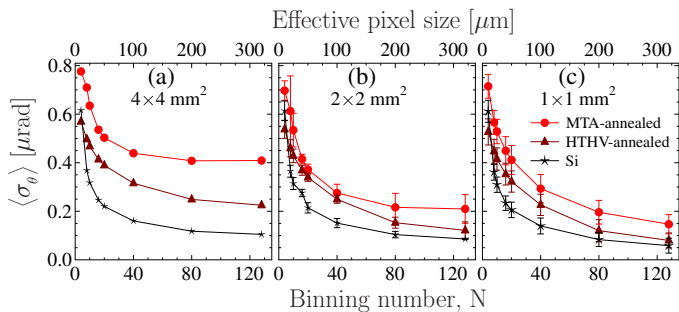 Effective pixel size [μm]
0 100 200 300 0 100 200 300 0 100 200 300
0.8 (a) (b) (c)
4×4 mm² 2×2 mm² 1×1 mm²
MTA-annealed
HTHV-annealed
Si
0.6
0.4
0.2
0.0
⟨σθ⟩ [μrad]
0 40 80 120 0 40 80 120 0 40 80 120
Binning number, N